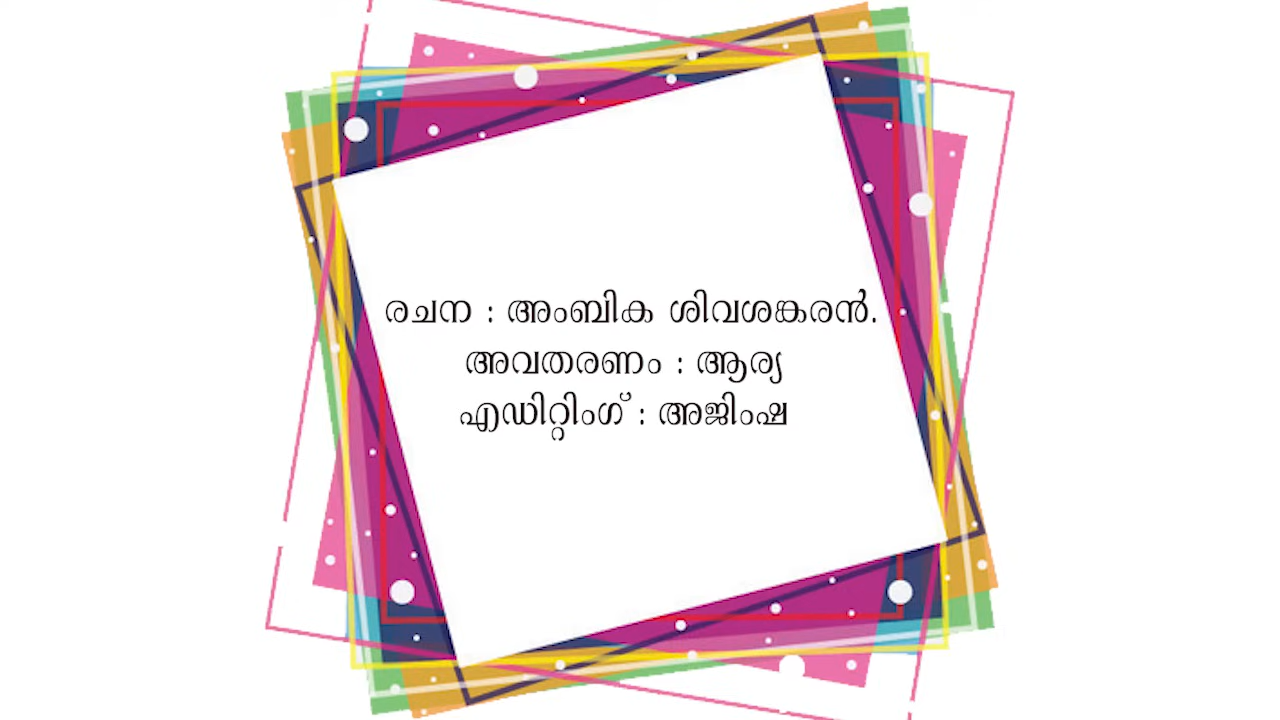 രചന : അംബിക ശിവശങ്കരൻ.
അവതരണം : ആര്യ
എഡിറ്റിംഗ് : അജിംഷ